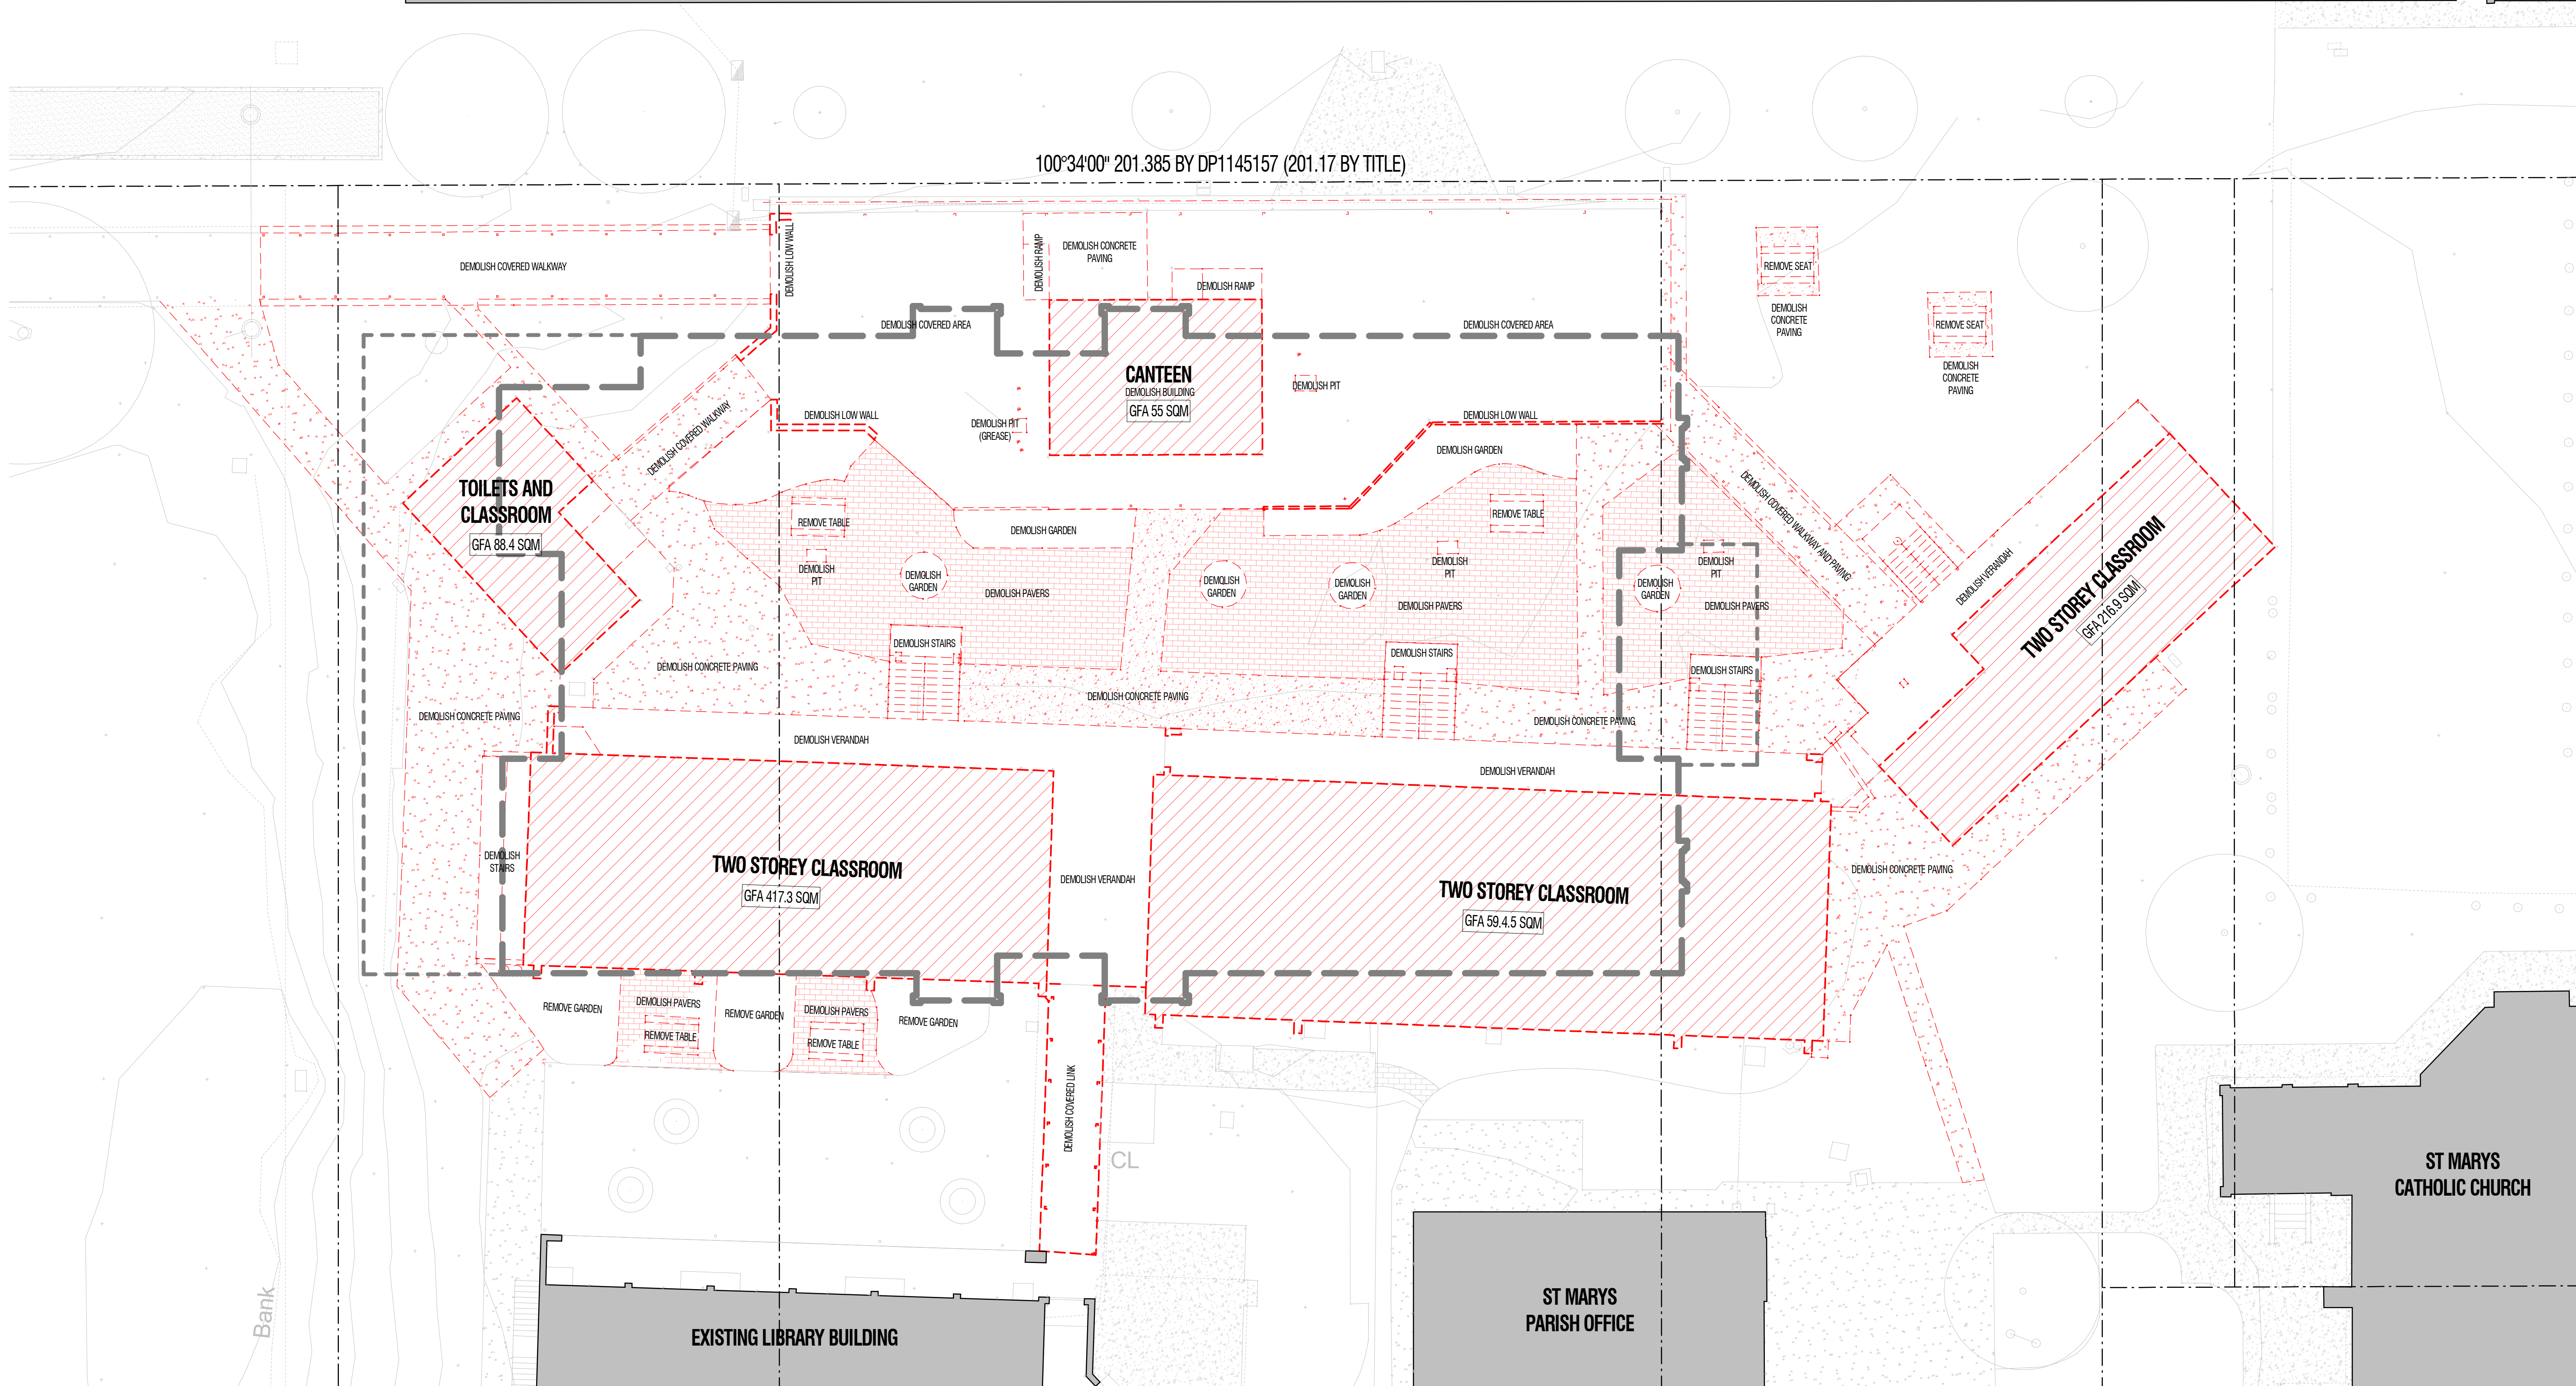 100°34'00" 201.385 BY DP1145157 (201.17 BY TITLE)
DEMOLISH COVERED WALKWAY
DEMOLISH LOW WALL
DEMOLISH RAMP
DEMOLISH CONCRETE
PAVING
DEMOLISH RAMP
REMOVE SEAT
DEMOLISH
CONCRETE
PAVING
REMOVE SEAT
DEMOLISH
CONCRETE
PAVING
DEMOLISH COVERED AREA
DEMOLISH COVERED AREA
CANTEEN
DEMOLISH BUILDING
GFA 55 SQM
DEMOLISH PIT
DEMOLISH PIT
(GREASE)
DEMOLISH LOW WALL
DEMOLISH LOW WALL
DEMOLISH COVERED WALKWAY
DEMOLISH GARDEN
TOILETS AND
CLASSROOM
GFA 88.4 SQM
REMOVE TABLE
DEMOLISH GARDEN
REMOVE TABLE
DEMOLISH COVERED WALKWAY AND PAVING
DEMOLISH
PIT
DEMOLISH
GARDEN
DEMOLISH PAVERS
DEMOLISH
GARDEN
DEMOLISH
GARDEN
DEMOLISH
PIT
DEMOLISH PAVERS
DEMOLISH
GARDEN
DEMOLISH
PIT
DEMOLISH PAVERS
DEMOLISH VERANDAH
TWO STOREY CLASSROOM
GFA 216.9 SQM
DEMOLISH STAIRS
DEMOLISH STAIRS
DEMOLISH STAIRS
DEMOLISH CONCRETE PAVING
DEMOLISH CONCRETE PAVING
DEMOLISH CONCRETE PAVING
DEMOLISH CONCRETE PAVING
DEMOLISH VERANDAH
DEMOLISH VERANDAH
DEMOLISH
STAIRS
TWO STOREY CLASSROOM
GFA 417.3 SQM
DEMOLISH VERANDAH
TWO STOREY CLASSROOM
GFA 59.4.5 SQM
DEMOLISH CONCRETE PAVING
REMOVE GARDEN
DEMOLISH PAVERS
REMOVE TABLE
REMOVE GARDEN
DEMOLISH PAVERS
REMOVE TABLE
REMOVE GARDEN
DEMOLISH COVERED LINK
CL
Bank
EXISTING LIBRARY BUILDING
ST MARYS
PARISH OFFICE
ST MARYS
CATHOLIC CHURCH